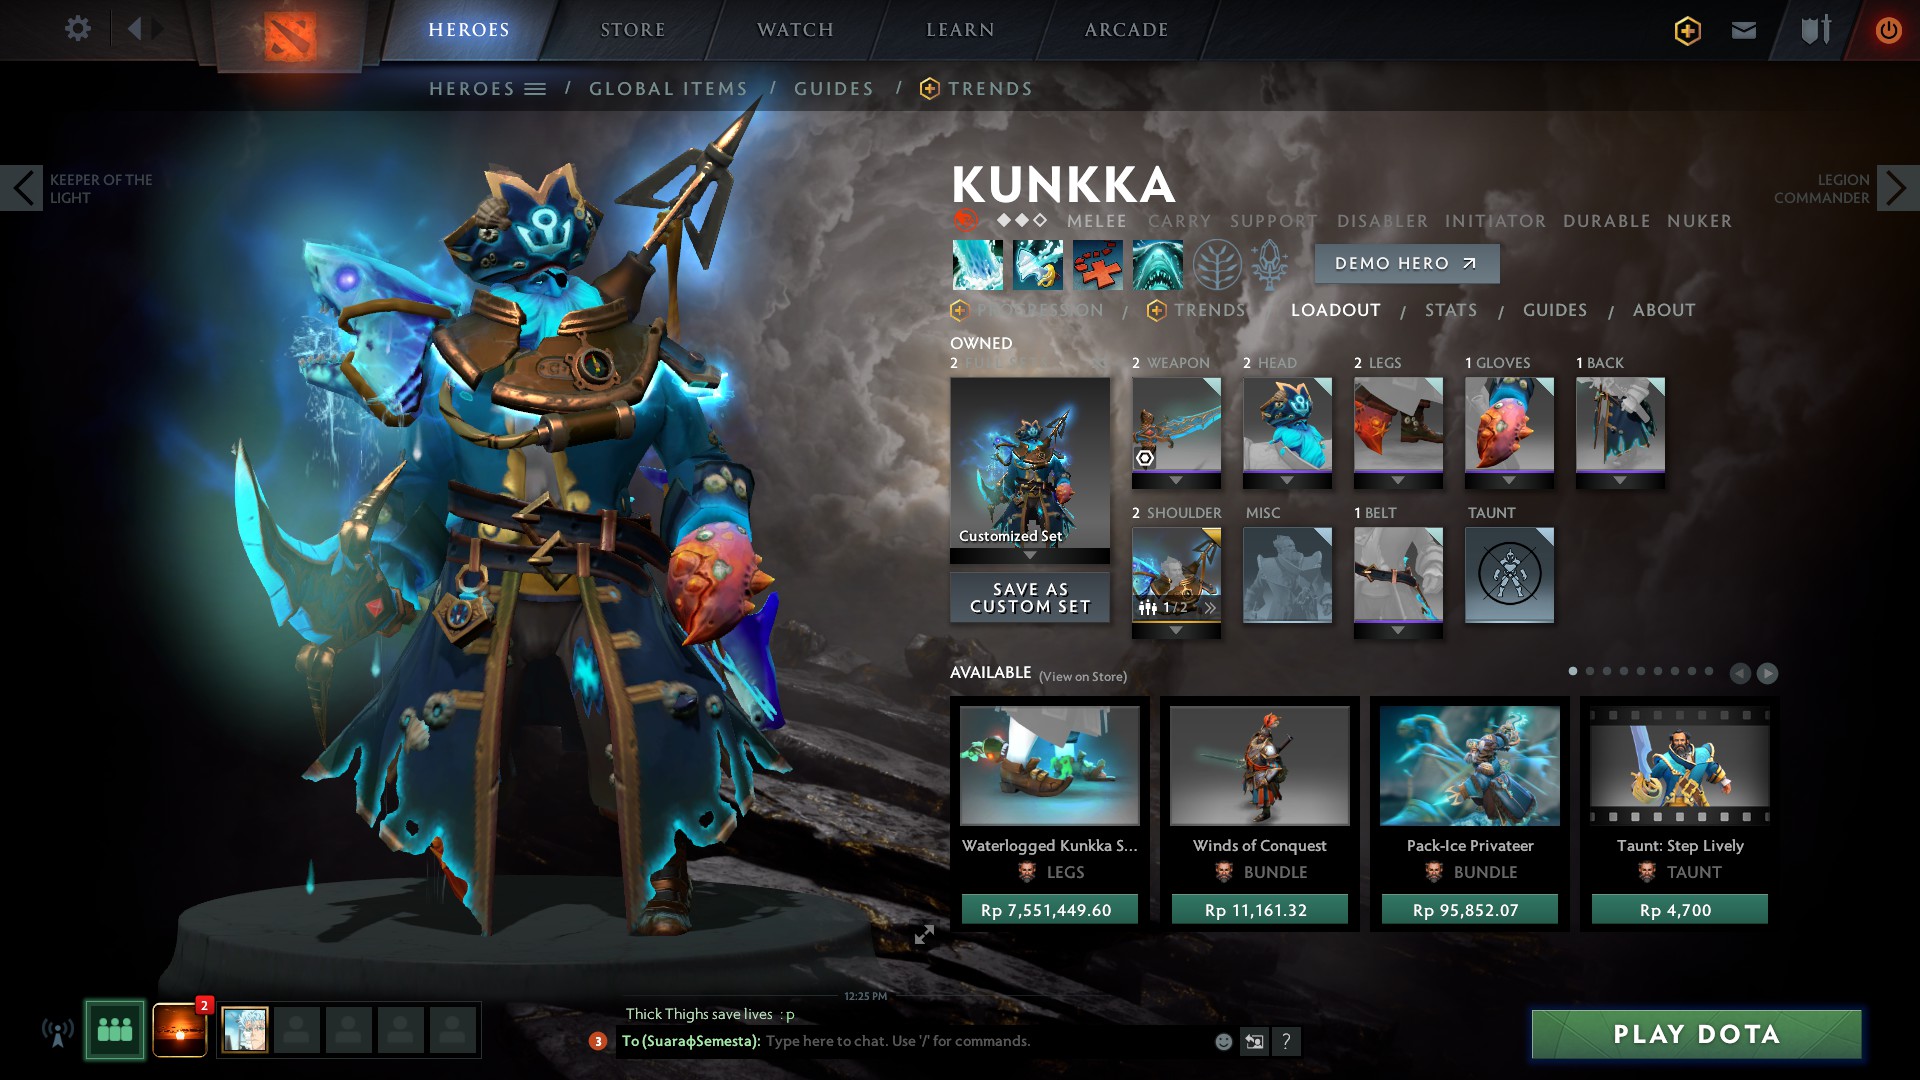 HEROES
STORE
WATCH
LEARN
ARCADE
HEROES / GLOBAL ITEMS / GUIDES / TRENDS
KEEPER OF THE
LIGHT
LEGION
COMMANDER
KUNKKA
MELEE CARRY SUPPORT DISABLER INITIATOR DURABLE NUKER
DEMO HERO
PROGRESSION / TRENDS LOADOUT / STATS / GUIDES / ABOUT
OWNED
2
2 WEAPON
2 HEAD
2 LEGS
1 GLOVES
1 BACK
Customized Set
SAVE AS
CUSTOM SET
2 SHOULDER
MISC
1 BELT
TAUNT
1/2
AVAILABLE (View on Store)
Waterlogged Kunkka S...
LEGS
Rp 7,551,449.60
Winds of Conquest
BUNDLE
Rp 11,161.32
Pack-Ice Privateer
BUNDLE
Rp 95,852.07
Taunt: Step Lively
TAUNT
Rp 4,700
2
12:25 PM
Thick Thighs save lives :p
3
To (SuaraϕSemesta): Type here to chat. Use '/' for commands.
?
PLAY DOTA